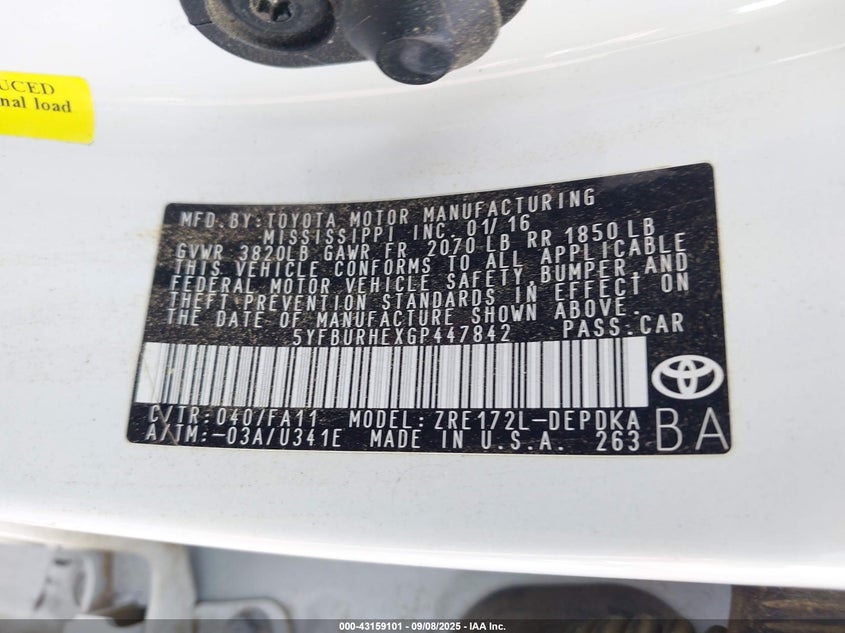 UCED
nal load
MFD. BY: TOYOTA MOTOR MANUFACTURING
MISSISSIPPI INC. 01/16
GVWR 3820LB GAWR FR 2070 LB RR 1850 LB
THIS VEHICLE CONFORMS TO ALL APPLICABLE
FEDERAL MOTOR VEHICLE SAFETY, BUMPER, AND
THEFT PREVENTION STANDARDS IN EFFECT ON
THE DATE OF MANUFACTURE SHOWN ABOVE.
5YFBURHEXGP447842 PASS. CAR
C/TR: 040/FA11 MODEL: ZRE172L-DEPDKA
A/TM: -03A/U341E MADE IN U.S.A. 263 BA
000-43159101 - 09/08/2025 - IAA Inc.